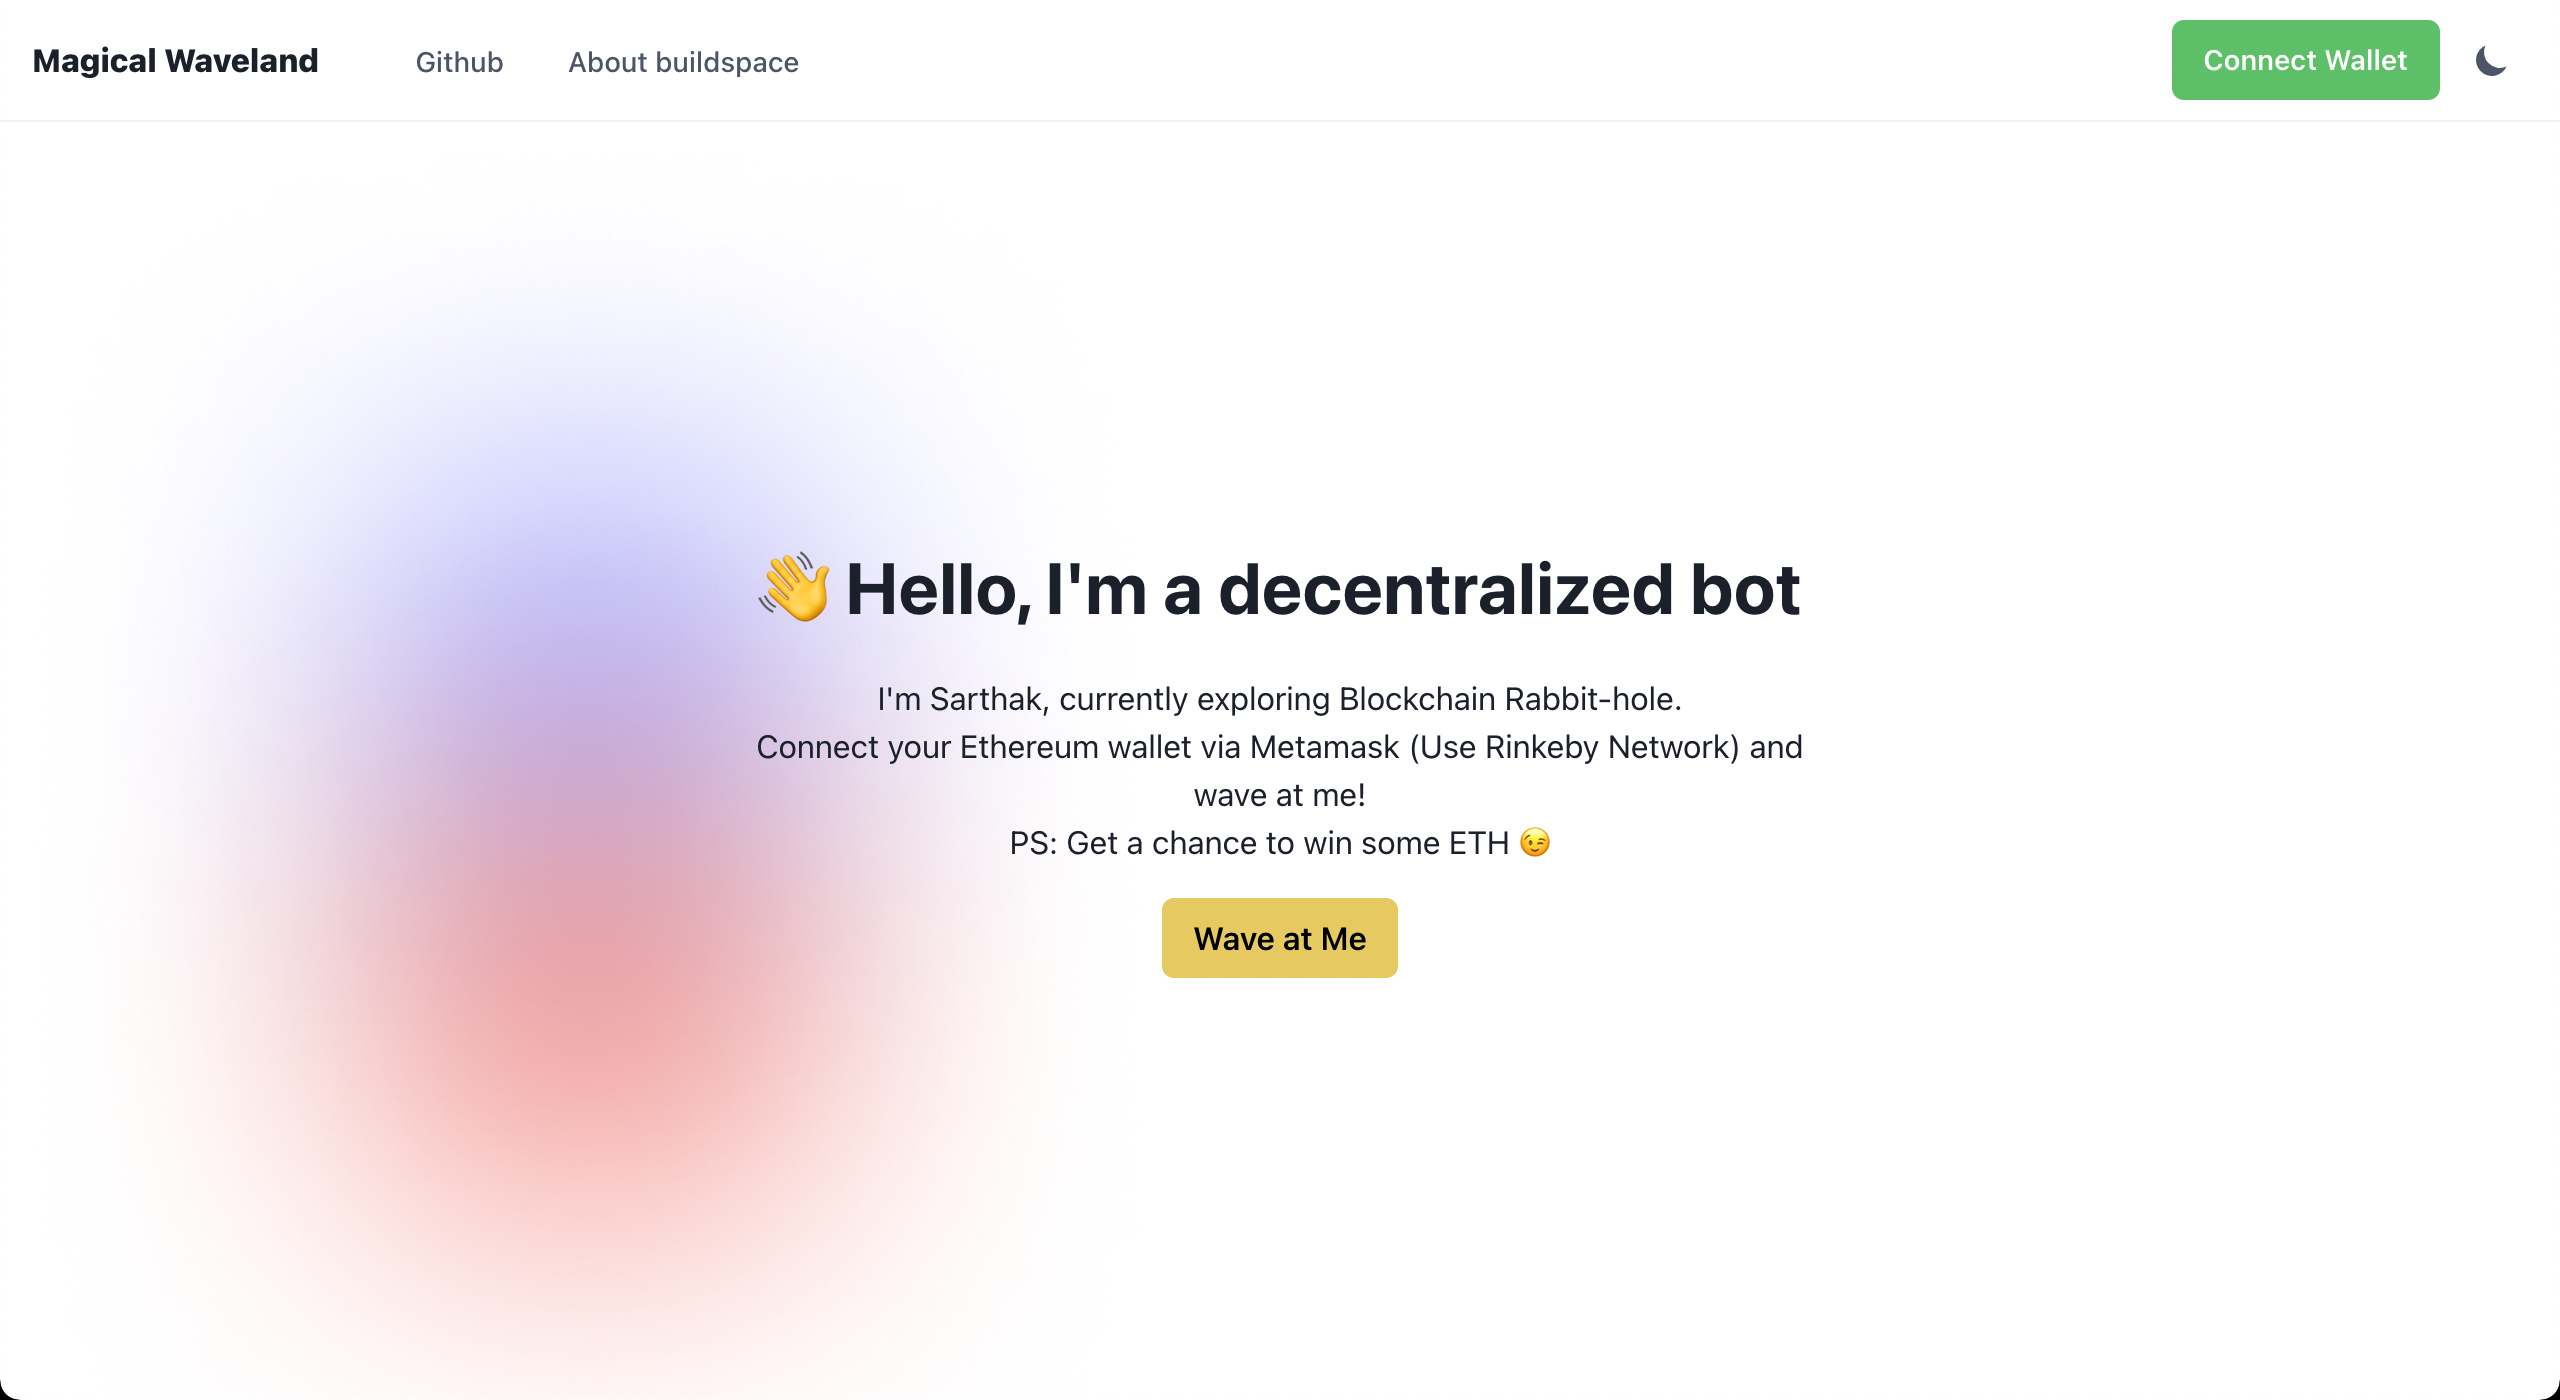 Magical Waveland
Github
About buildspace
Connect Wallet
👋 Hello, I'm a decentralized bot
I'm Sarthak, currently exploring Blockchain Rabbit-hole.
Connect your Ethereum wallet via Metamask (Use Rinkeby Network) and
wave at me!
PS: Get a chance to win some ETH 😉
Wave at Me